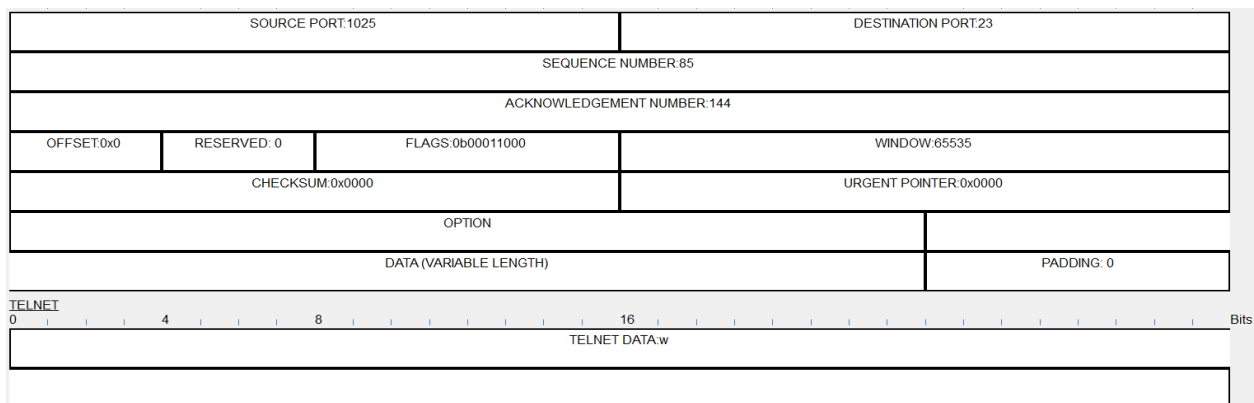 SOURCE PORT:1025 DESTINATION PORT:23
SEQUENCE NUMBER:85
ACKNOWLEDGEMENT NUMBER:144
OFFSET:0x0 RESERVED: 0 FLAGS:0b00011000 WINDOW:65535
CHECKSUM:0x0000 URGENT POINTER:0x0000
OPTION
DATA (VARIABLE LENGTH) PADDING: 0
TELNET
0 4 8 16 Bits
TELNET DATA:w